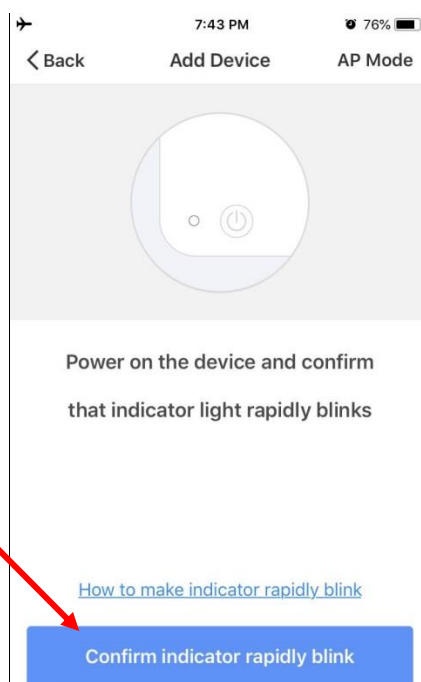 7:43 PM 76%
Back Add Device AP Mode
Power on the device and confirm
that indicator light rapidly blinks
How to make indicator rapidly blink
Confirm indicator rapidly blink